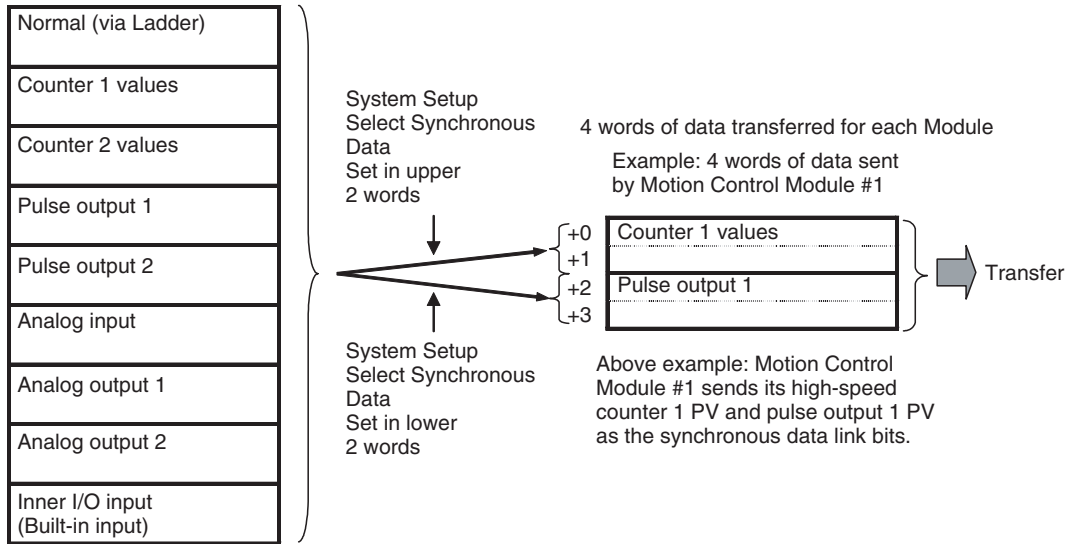 Normal (via Ladder)
Counter 1 values
Counter 2 values
Pulse output 1
Pulse output 2
Analog input
Analog output 1
Analog output 2
Inner I/O input
(Built-in input)
System Setup
Select Synchronous
Data
Set in upper
2 words
System Setup
Select Synchronous
Data
Set in lower
2 words
4 words of data transferred for each Module
Example: 4 words of data sent
by Motion Control Module #1
+0
Counter 1 values
+1
+2
Pulse output 1
+3
Transfer
Above example: Motion Control
Module #1 sends its high-speed
counter 1 PV and pulse output 1 PV
as the synchronous data link bits.